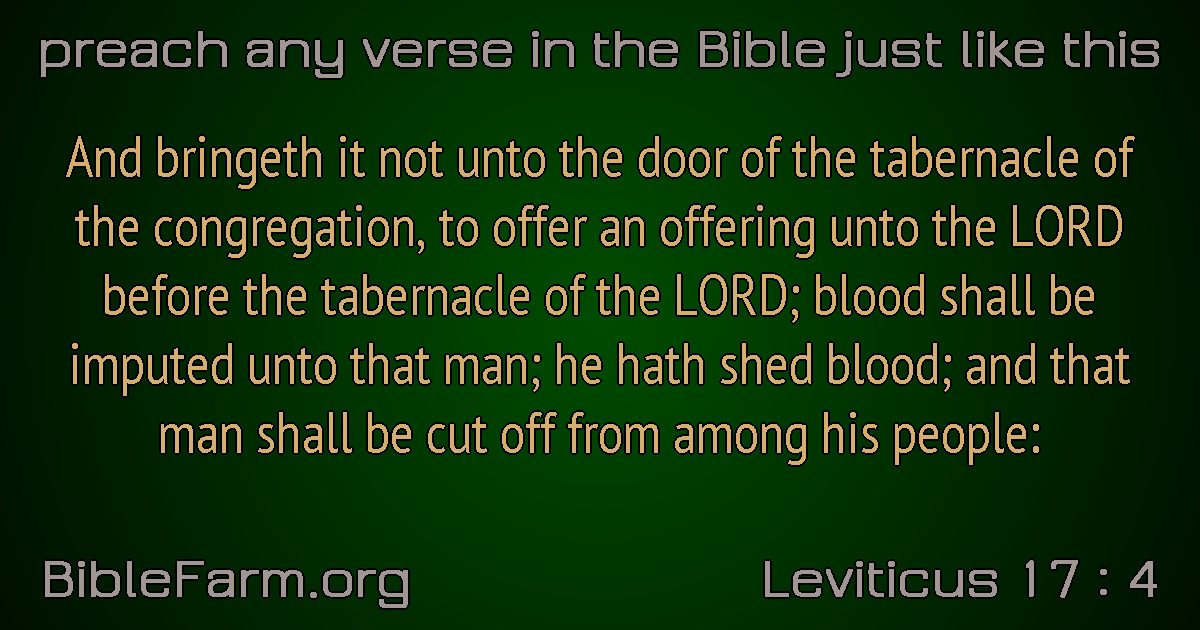 preach any verse in the Bible just like this
And bringeth it not unto the door of the tabernacle of
the congregation, to offer an offering unto the LORD
before the tabernacle of the LORD; blood shall be
imputed unto that man; he hath shed blood; and that
man shall be cut off from among his people:
BibleFarm.org
Leviticus 17 : 4